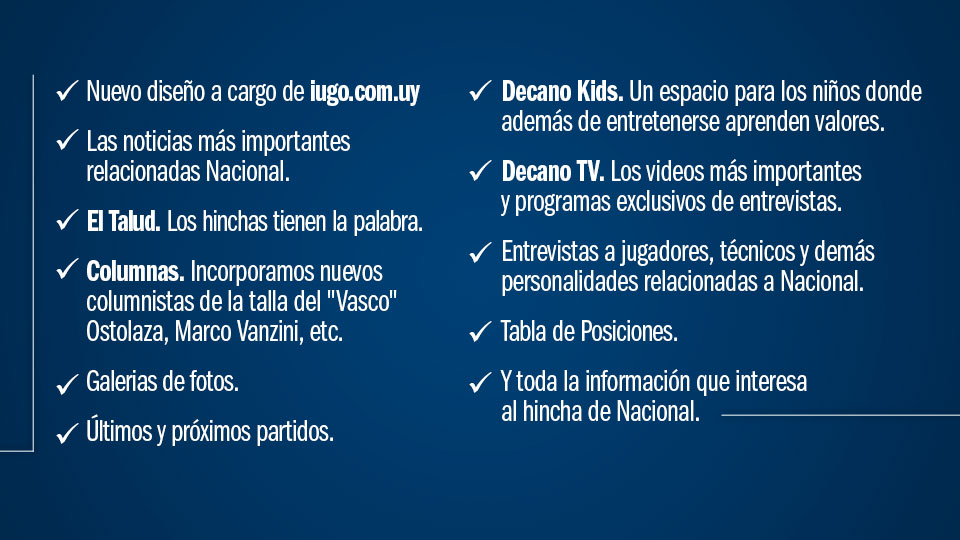 Nuevo diseño a cargo de iugo.com.uy
Las noticias más importantes
relacionadas Nacional.
El Talud. Los hinchas tienen la palabra.
Columnas. Incorporamos nuevos
columnistas de la talla del "Vasco"
Ostolaza, Marco Vanzini, etc.
Galerias de fotos.
Últimos y próximos partidos.
Decano Kids. Un espacio para los niños donde
además de entretenerse aprenden valores.
Decano TV. Los videos más importantes
y programas exclusivos de entrevistas.
Entrevistas a jugadores, técnicos y demás
personalidades relacionadas a Nacional.
Tabla de Posiciones.
Y toda la información que interesa
al hincha de Nacional.